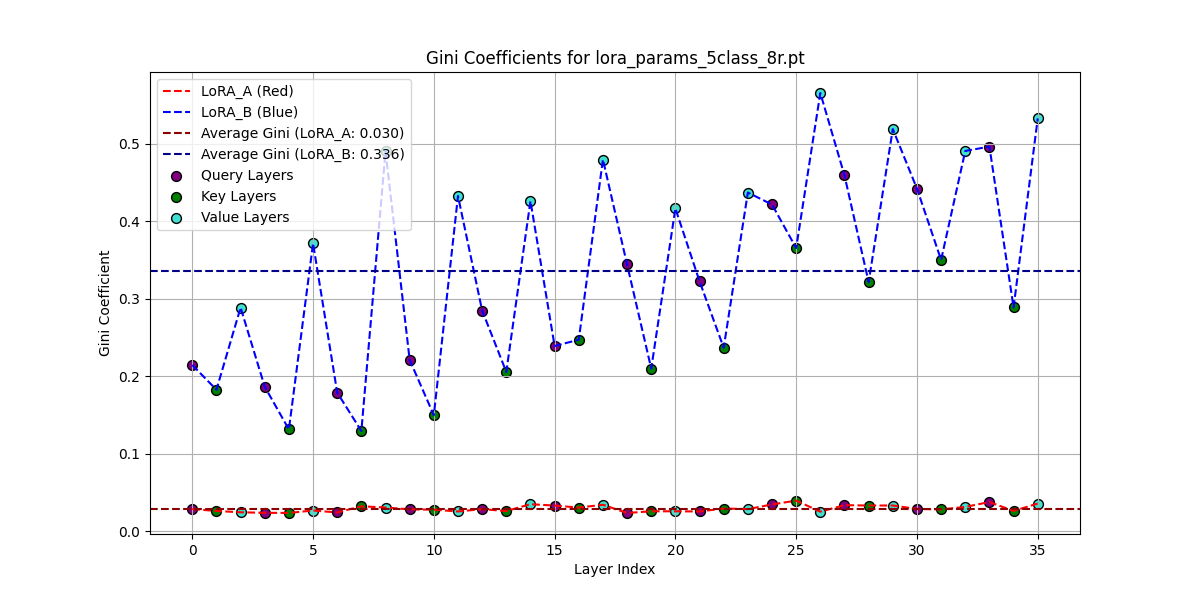 Gini Coefficients for lora_params_5class_8r.pt
LoRA_A (Red)
LoRA_B (Blue)
Average Gini (LoRA_A: 0.030)
Average Gini (LoRA_B: 0.336)
Query Layers
Key Layers
Value Layers
Gini Coefficient
0.5
0.4
0.3
0.2
0.1
0.0
0 5 10 15 20 25 30 35
Layer Index